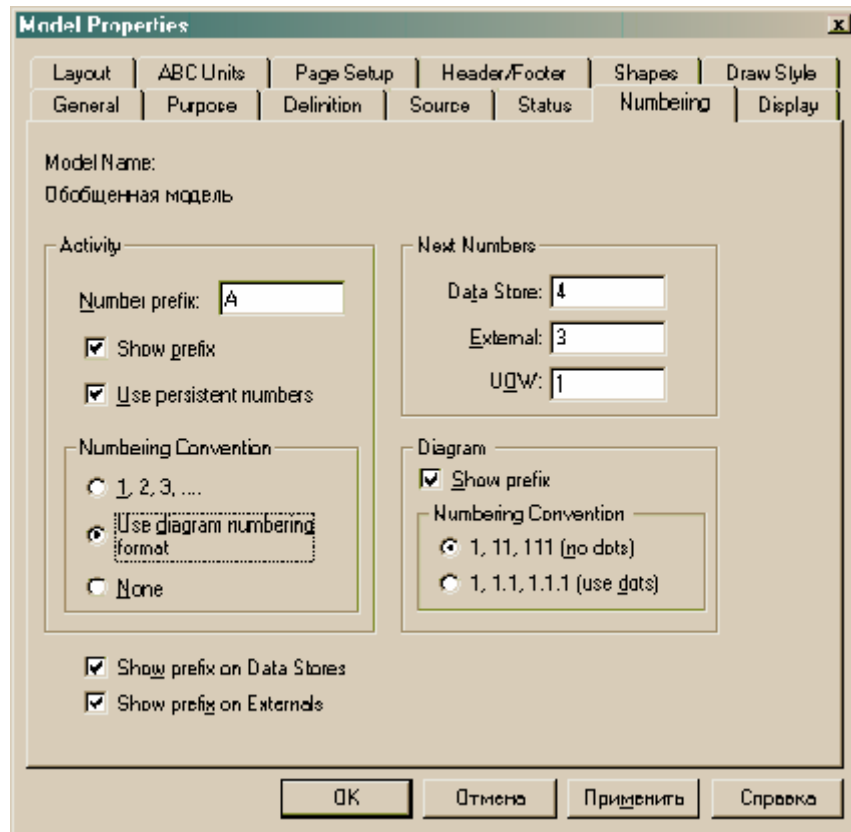 Model Properties
Layout ABC Units Page Setup Header/Footer Shapes Draw Style
General Purpose Definition Source Status Numbering Display
Model Name:
Обобщенная модель
Activity
Number prefix: A
Show prefix
Use persistent numbers
Numbering Convention
1, 2, 3, ....
Use diagram numbering
format
None
Next Numbers
Data Store: 4
External: 3
UOW: 1
Diagram
Show prefix
Numbering Convention
1, 11, 111 (no dots)
1, 1.1, 1.1.1 (use dots)
Show prefix on Data Stores
Show prefix on Externals
OK Отмена Применить Справка